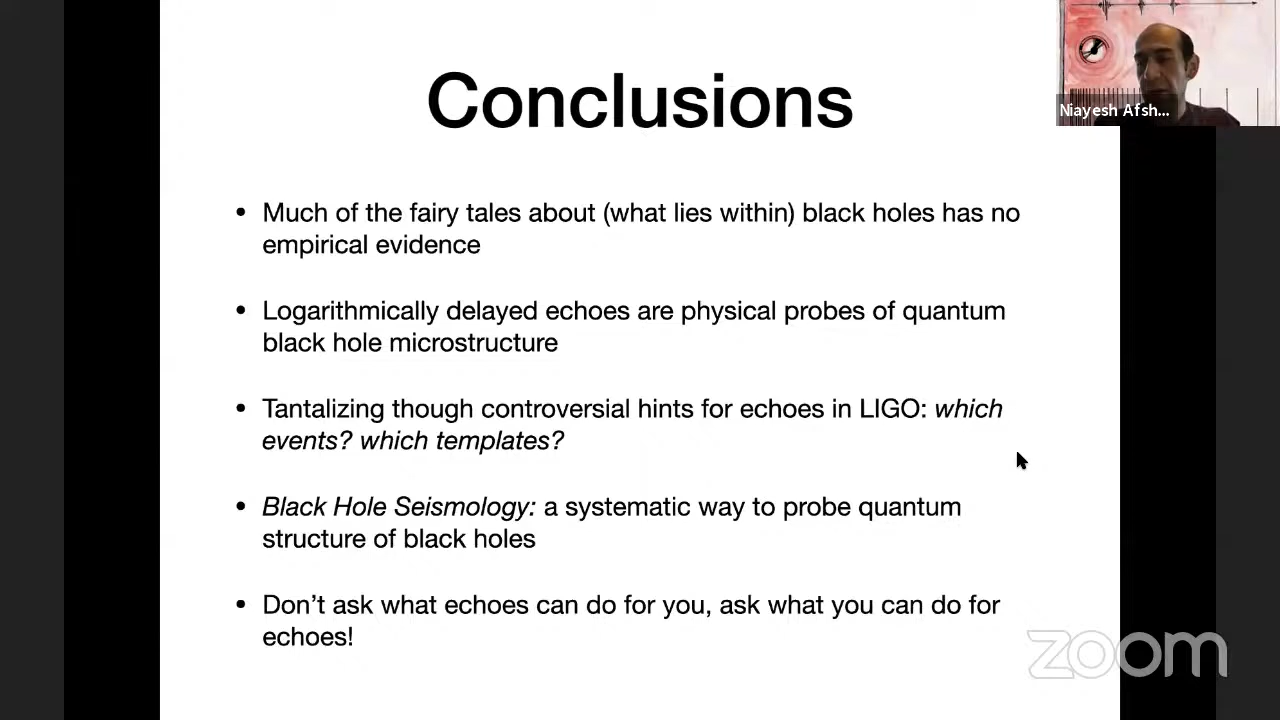 Conclusions
Niayesh Afsh...
• Much of the fairy tales about (what lies within) black holes has no
empirical evidence
• Logarithmically delayed echoes are physical probes of quantum
black hole microstructure
• Tantalizing though controversial hints for echoes in LIGO: which
events? which templates?
• Black Hole Seismology: a systematic way to probe quantum
structure of black holes
• Don’t ask what echoes can do for you, ask what you can do for
echoes!
zoom